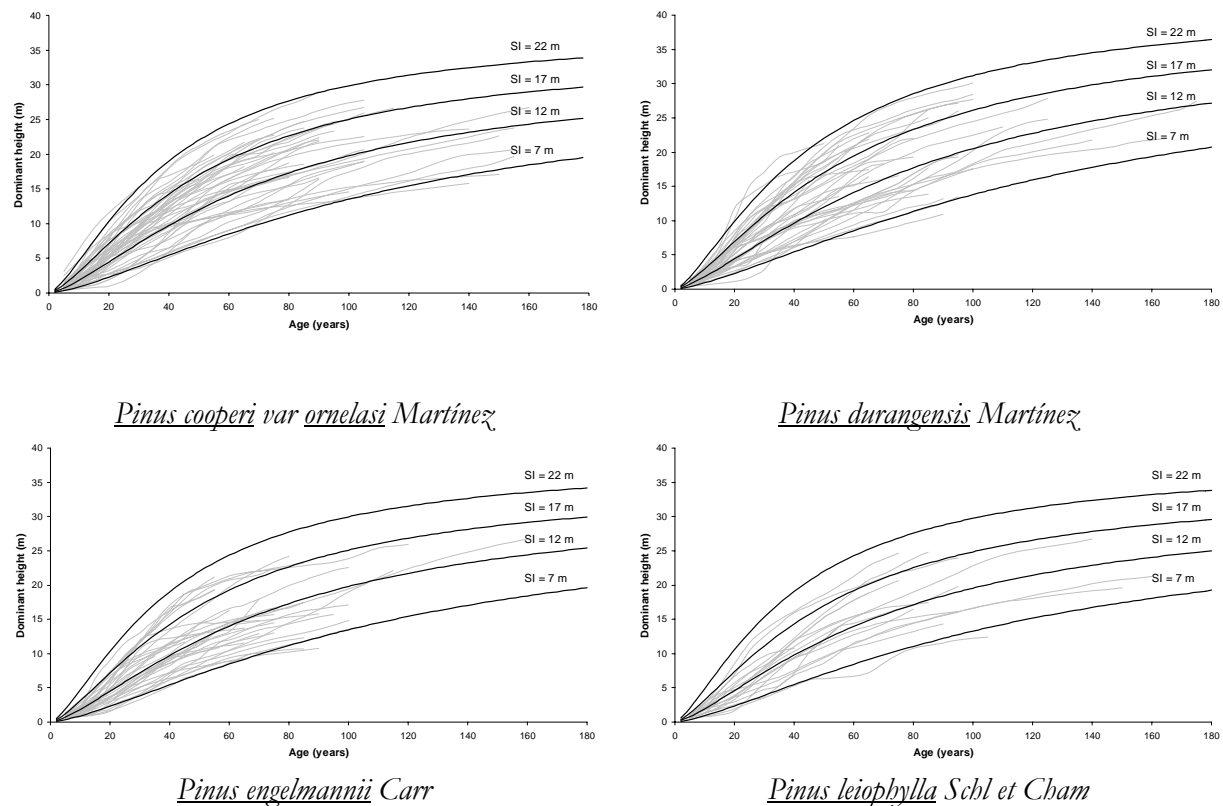 40
35
30
25
20
15
10
5
0
Dominant height (m)
SI = 22 m
SI = 17 m
SI = 12 m
SI = 7 m
0 20 40 60 80 100 120 140 160 180
Age (years)
Pinus cooperi var ornelasi Martínez
40
35
30
25
20
15
10
5
0
Dominant height (m)
SI = 22 m
SI = 17 m
SI = 12 m
SI = 7 m
0 20 40 60 80 100 120 140 160 180
Age (years)
Pinus durangensis Martínez
40
35
30
25
20
15
10
5
0
Dominant height (m)
SI = 22 m
SI = 17 m
SI = 12 m
SI = 7 m
0 20 40 60 80 100 120 140 160 180
Age (years)
Pinus engelmannii Carr
40
35
30
25
20
15
10
5
0
Dominant height (m)
SI = 22 m
SI = 17 m
SI = 12 m
SI = 7 m
0 20 40 60 80 100 120 140 160 180
Age (years)
Pinus leiophylla Schl et Cham